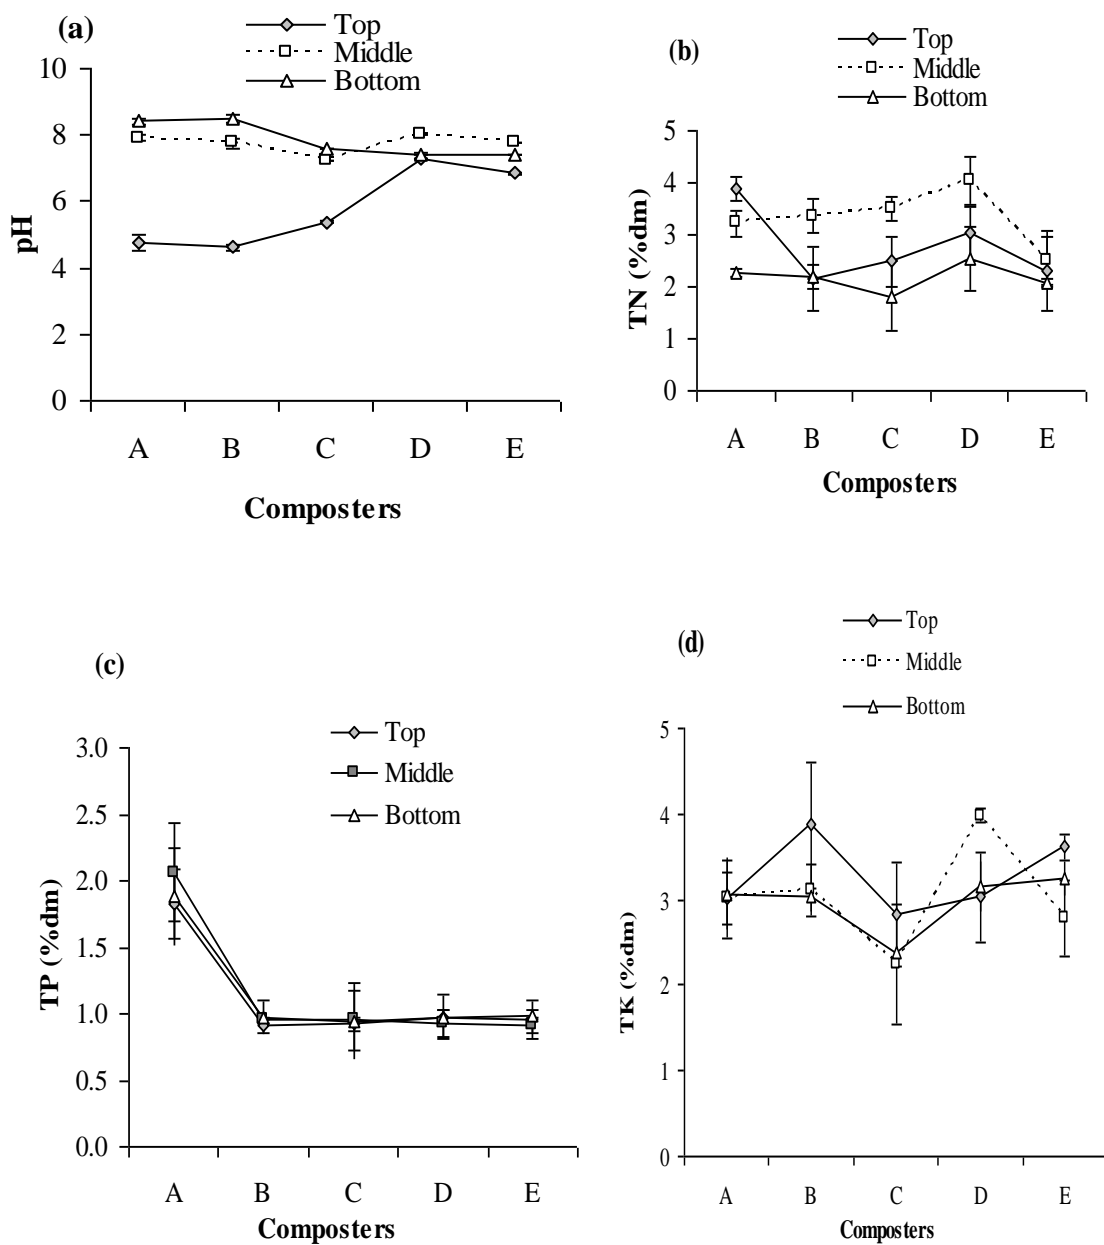 (a)
Top
Middle
Bottom
10
8
6
4
2
0
pH
A B C D E
Composters
(b)
Top
Middle
Bottom
5
4
3
2
1
0
TN (%dm)
A B C D E
Composters
(c)
Top
Middle
Bottom
3.0
2.5
2.0
1.5
1.0
0.5
0.0
TP (%dm)
A B C D E
Composters
(d)
Top
Middle
Bottom
5
4
3
2
1
0
TK (%dm)
A B C D E
Composters